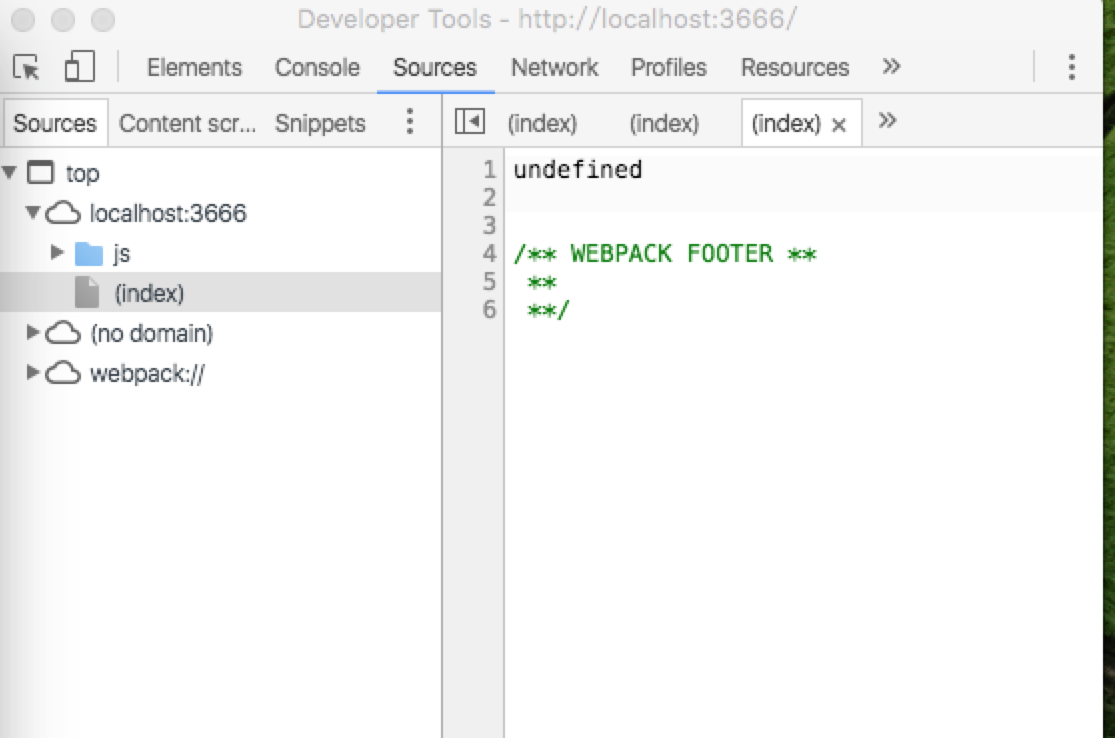 Developer Tools - http://localhost:3666/
Elements Console Sources Network Profiles Resources »
Sources Content scr... Snippets
(index) (index) (index) × »
top
localhost:3666
js
(index)
(no domain)
webpack://
1 undefined
2
3
4 /** WEBPACK FOOTER **
5 **
6 **/